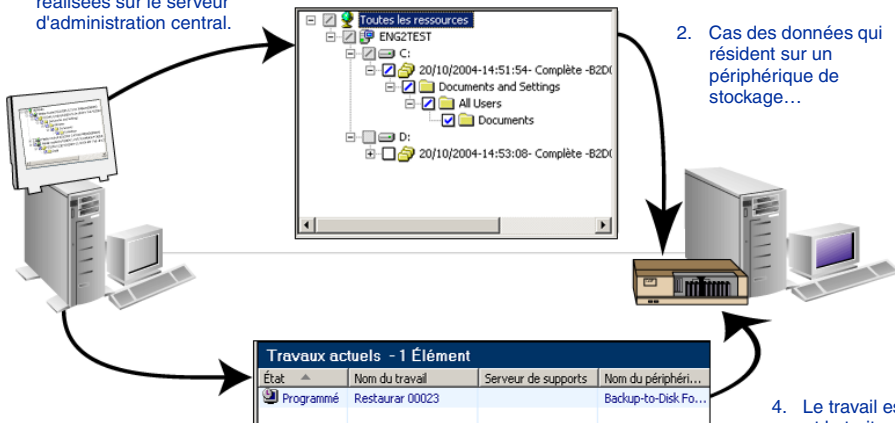 réalisées sur le serveur
d'administration central.
Toutes les ressources
ENG2TEST
C:
20/10/2004-14:51:54- Complète -B2D
Documents and Settings
All Users
Documents
D:
20/10/2004-14:53:08- Complète -B2D
2. Cas des données qui
résident sur un
périphérique de
stockage…
Travaux actuels - 1 Élément
État Nom du travail Serveur de supports Nom du périphéri...
Programmé Restaurar 00023 Backup-to-Disk Fo...
4. Le travail es